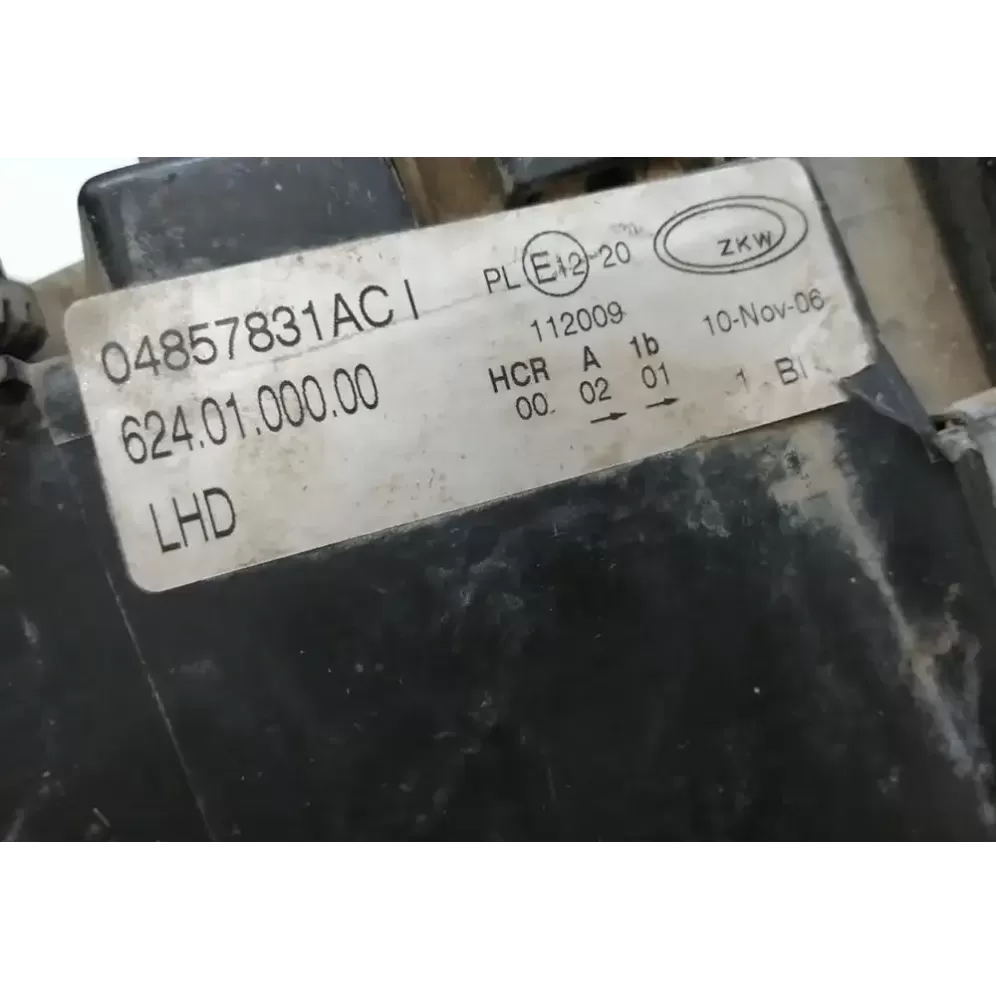 04857831AC I
624.01.000.00
LHD
PL E12 20
112009
HCR A 1b
00. 02 01
→ →
ZKW
10-Nov-06
1 BI